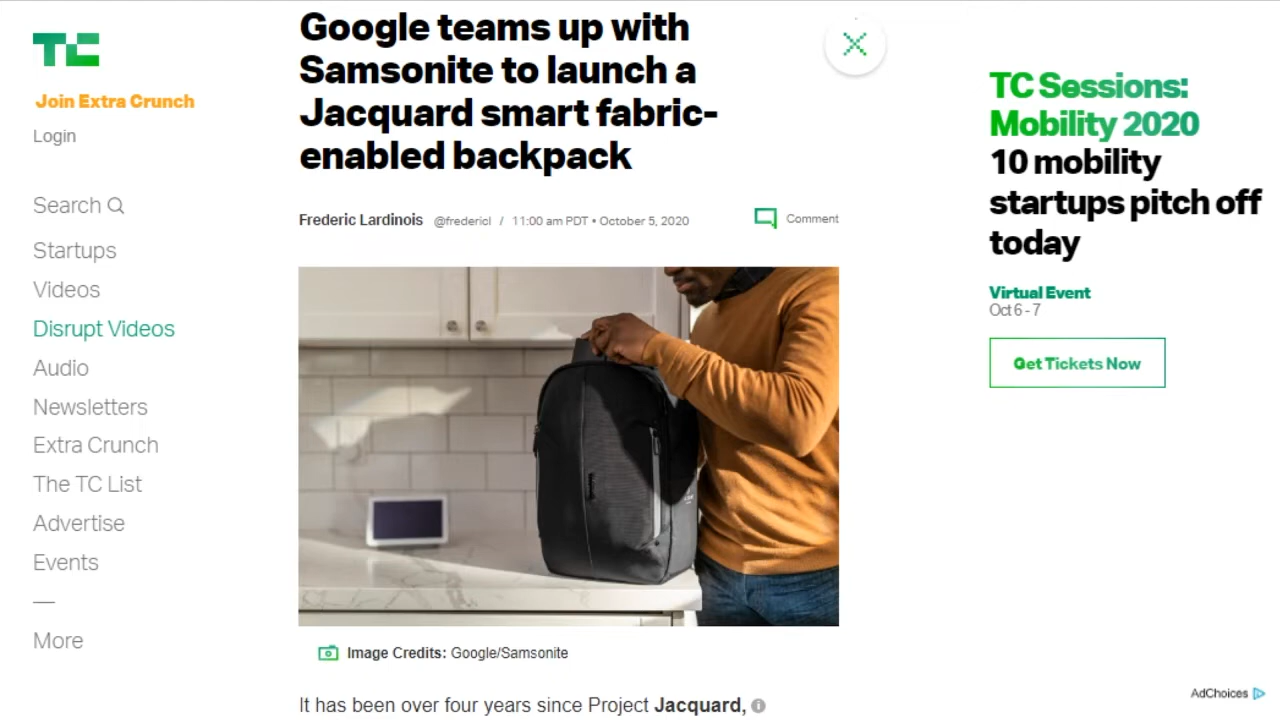 TC
Join Extra Crunch
Login
Search
Startups
Videos
Disrupt Videos
Audio
Newsletters
Extra Crunch
The TC List
Advertise
Events
—
More
Google teams up with
Samsonite to launch a
Jacquard smart fabric-
enabled backpack
Frederic Lardinois @fredericl / 11:00 am PDT • October 5, 2020
Comment
Image Credits: Google/Samsonite
It has been over four years since Project Jacquard,
TC Sessions:
Mobility 2020
10 mobility
startups pitch off
today
Virtual Event
Oct 6 - 7
Get Tickets Now
AdChoices